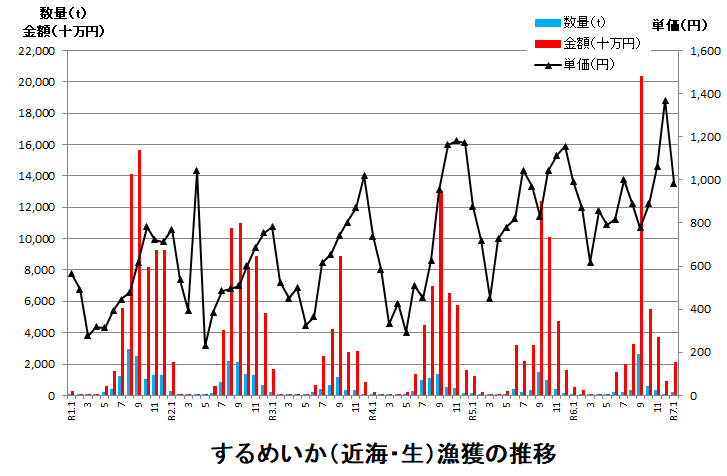 数量(t)
金額(十万円)
単価(円)
数量(t)
金額(十万円)
単価(円)
22,000
20,000
18,000
16,000
14,000
12,000
10,000
8,000
6,000
4,000
2,000
0
1,600
1,400
1,200
1,000
800
600
400
200
0
R1.1 3 5 7 9 11 R2.1 3 5 7 9 11 R3.1 3 5 7 9 11 R4.1 3 5 7 9 11 R5.1 3 5 7 9 11 R6.1 3 5 7 9 11 R7.1
するめいか(近海・生)漁獲の推移